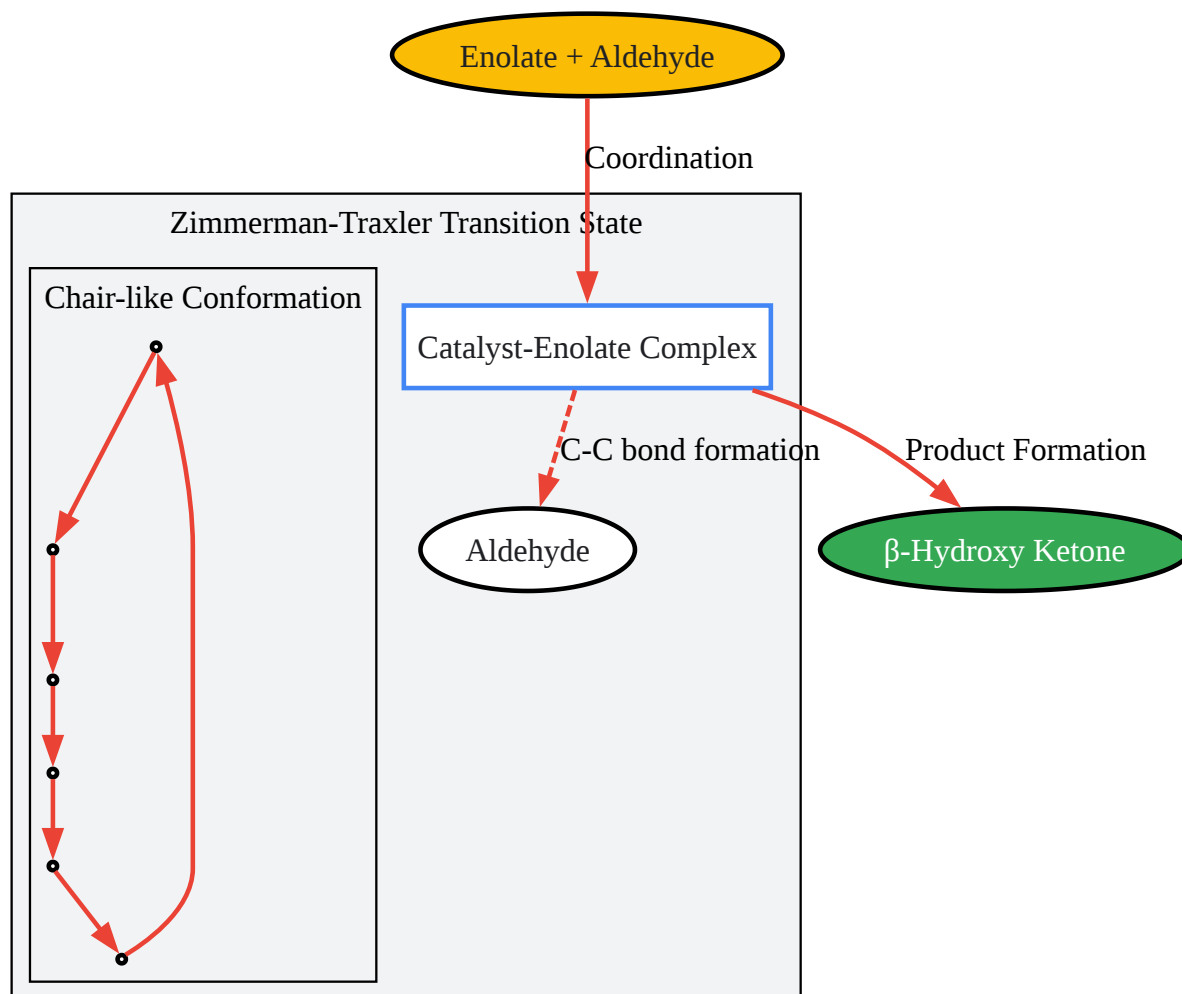 Enolate + Aldehyde
Coordination
Zimmerman-Traxler Transition State
Chair-like Conformation
Catalyst-Enolate Complex
C-C bond formation
Product Formation
Aldehyde
β-Hydroxy Ketone